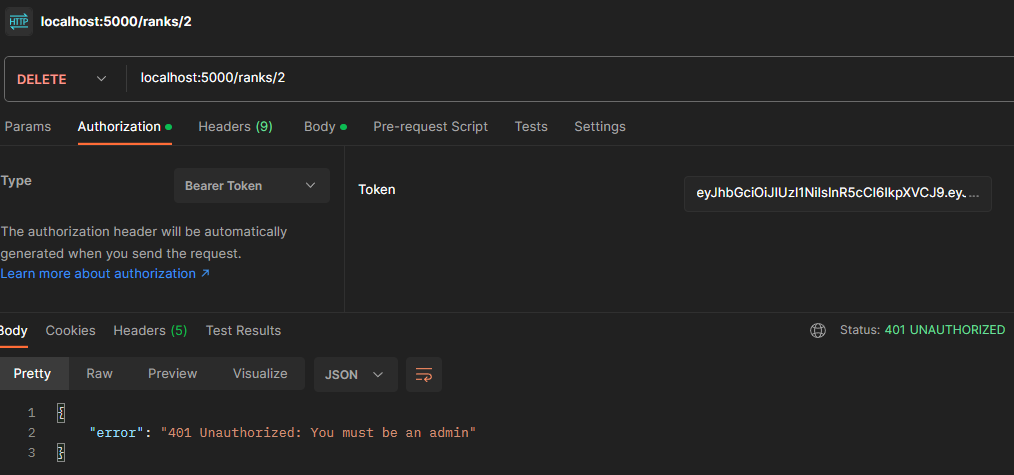 HTTP localhost:5000/ranks/2
DELETE localhost:5000/ranks/2
Params Authorization Headers (9) Body Pre-request Script Tests Settings
Type Bearer Token
Token eyJhbGciOiJIUzI1NiIsInR5cCI6IkpXVCJ9.eyJ...
The authorization header will be automatically
generated when you send the request.
Learn more about authorization ↗
Body Cookies Headers (5) Test Results Status: 401 UNAUTHORIZED
Pretty Raw Preview Visualize JSON
1 {
2 "error": "401 Unauthorized: You must be an admin"
3 }